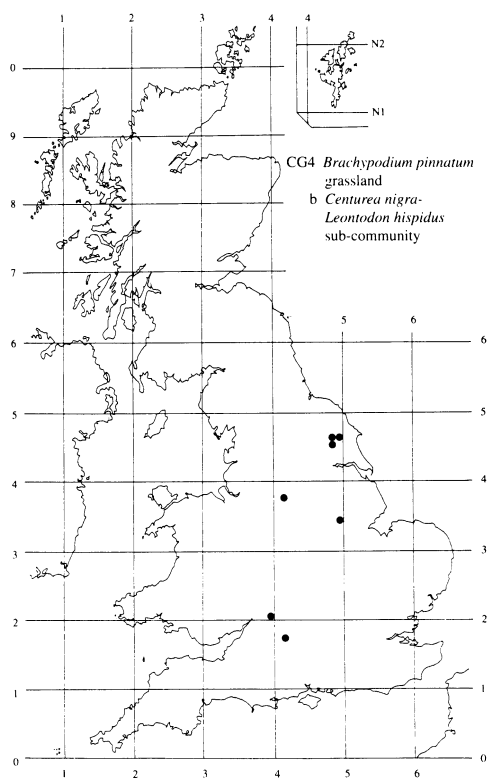 1 2 3 4
4
N2
0
N1
9
CG4 Brachypodium pinnatum
grassland
b Centurea nigra-
Leontodon hispidus
sub-community
8
7
5 6
6 6
5 5
4 4
3 3
2 2
1 1
0 0
1 2 3 4 5 6